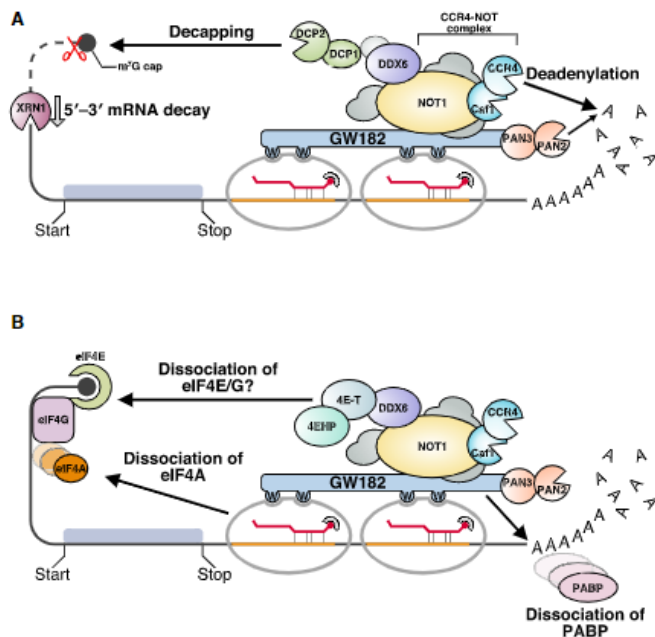 A
CCR4-NOT
complex
DCP2
DCP1
DDX6
CCR4
Decapping
m⁷G cap
NOT1
Caf1
Deadenylation
XRN1
5′–3′ mRNA decay
GW182
PAN3
PAN2
W W W W
A A A A A A A A A A
AAAAAA
Start
Stop
B
eIF4E
Dissociation of
eIF4E/G?
4E-T
DDX6
CCR4
4EHP
NOT1
Caf1
eIF4G
Dissociation of
eIF4A
eIF4A
GW182
PAN3
PAN2
W W W W
A A A A A A A A A A
AAAAAA
Start
Stop
PABP
Dissociation of
PABP